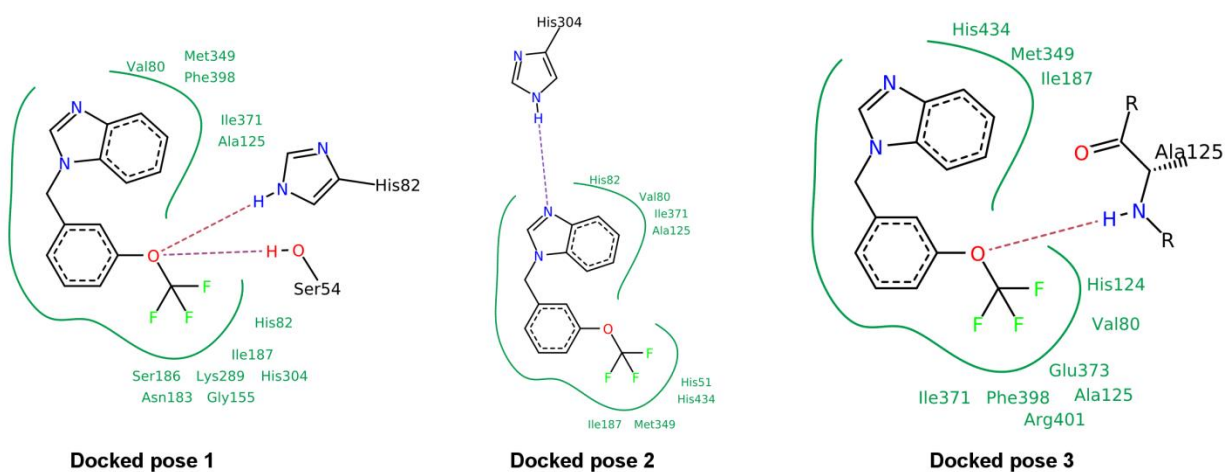 Val80 Met349
Phe398
Ile371
Ala125
N
N
H
N
N
His82
O
H O
Ser54
F
F F
His82
Ile187
Ser186 Lys289 His304
Asn183 Gly155
Docked pose 1
His304
N
N
H
His82
Val80
Ile371
Ala125
N
N
O
F
F F
His51
His434
Ile187 Met349
Docked pose 2
His434
Met349
Ile187
N
N
R
O
Ala125
H N
R
O
F
F F
His124
Val80
Glu373
Ile371 Phe398 Ala125
Arg401
Docked pose 3